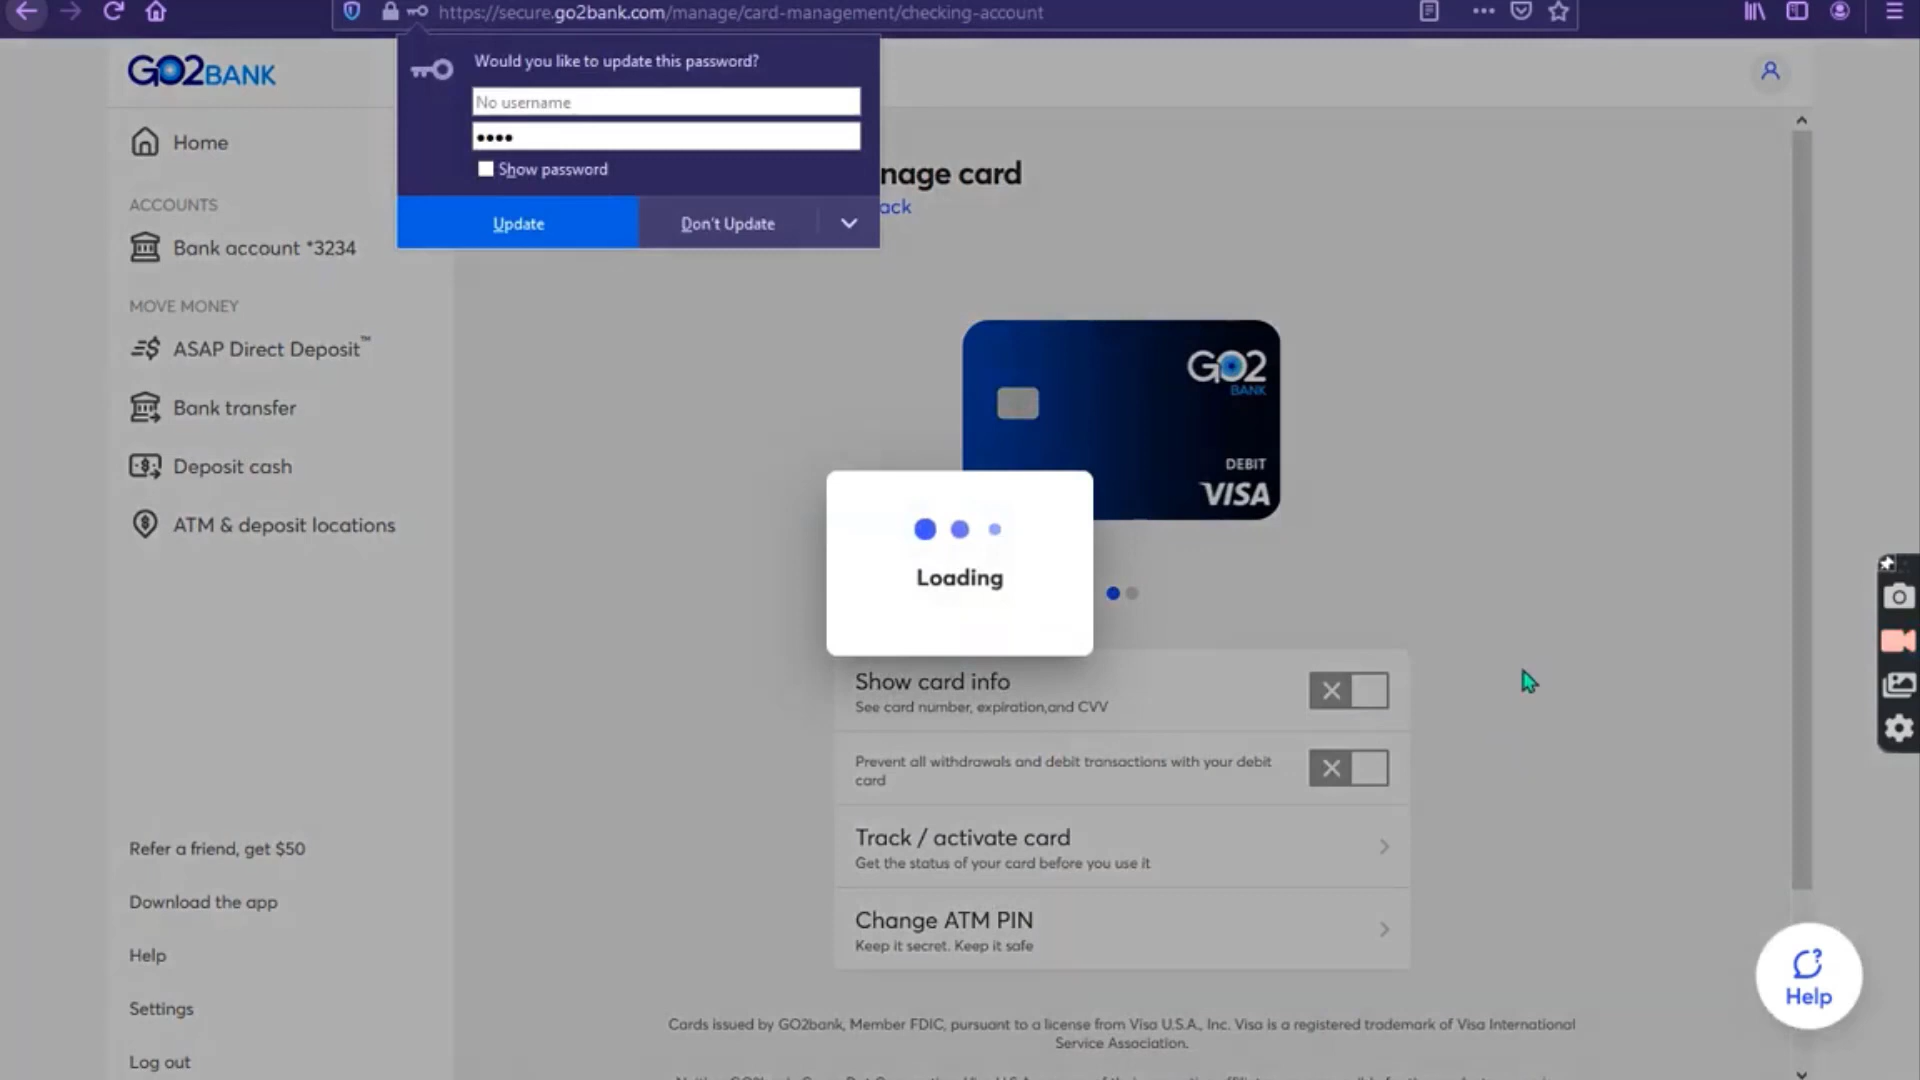 https://secure.go2bank.com/manage/card-management/checking-account
GO2BANK
Would you like to update this password?
No username
••••
Show password
Update
Don't Update
Home
ACCOUNTS
Bank account *3234
MOVE MONEY
ASAP Direct Deposit™
Bank transfer
Deposit cash
ATM & deposit locations
Refer a friend, get $50
Download the app
Help
Settings
Log out
nage card
ack
GO2
BANK
DEBIT
VISA
Loading
Show card info
See card number, expiration,and CVV
Prevent all withdrawals and debit transactions with your debit
card
Track / activate card
Get the status of your card before you use it
Change ATM PIN
Keep it secret. Keep it safe
Cards issued by GO2bank, Member FDIC, pursuant to a license from Visa U.S.A., Inc. Visa is a registered trademark of Visa International
Service Association.
Help